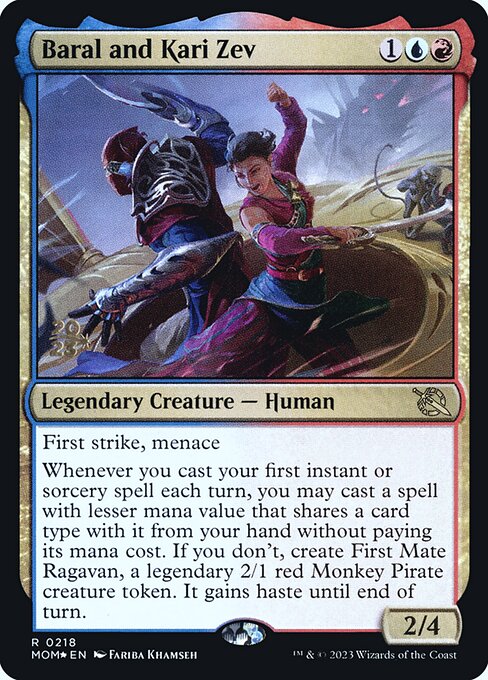 Baral and Kari Zev 1
20
23
Legendary Creature — Human
First strike, menace
Whenever you cast your first instant or
sorcery spell each turn, you may cast a spell
with lesser mana value that shares a card
type with it from your hand without paying
its mana cost. If you don't, create First Mate
Ragavan, a legendary 2/1 red Monkey Pirate
creature token. It gains haste until end of
turn.
2/4
R 0218
MOM★EN Fariba Khamseh
™ & © 2023 Wizards of the Coast